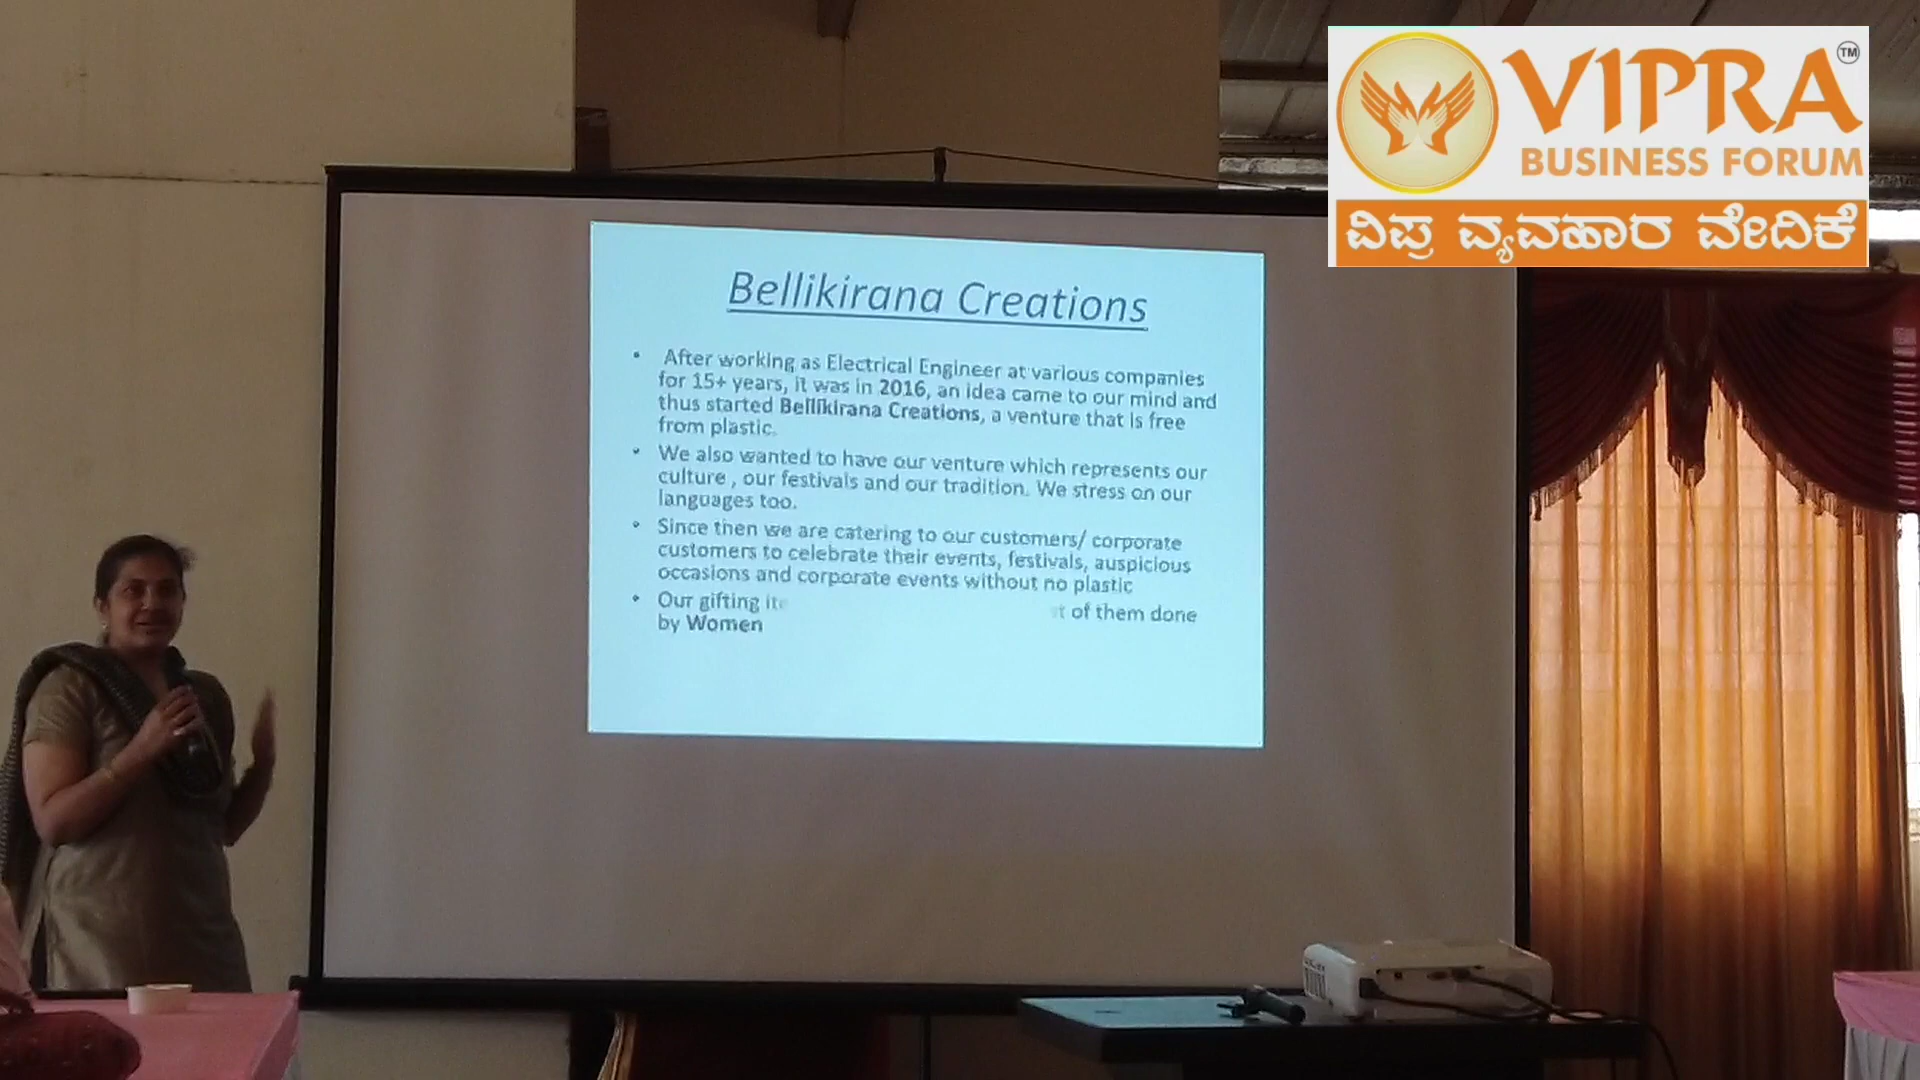 VIPRA
TM
BUSINESS FORUM
ವಿಪ್ರ ವ್ಯವಹಾರ ವೇದಿಕೆ
Bellikirana Creations
• After working as Electrical Engineer at various companies
for 15+ years, it was in 2016, an idea came to our mind and
thus started Bellikirana Creations, a venture that is free
from plastic.
• We also wanted to have our venture which represents our
culture , our festivals and our tradition. We stress on our
languages too.
• Since then we are catering to our customers/ corporate
customers to celebrate their events, festivals, auspicious
occasions and corporate events without no plastic
• Our gifting of them done
by Women